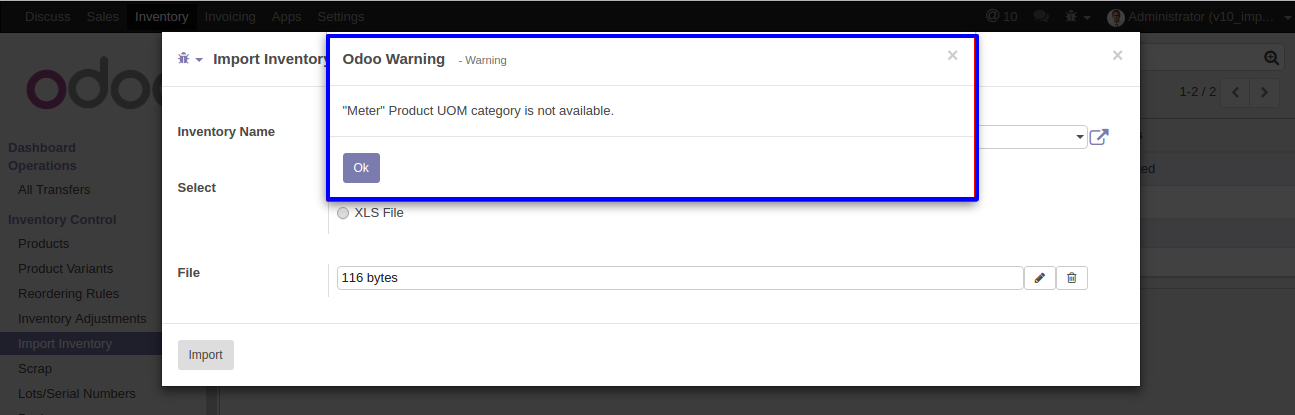 Discuss Sales Inventory Invoicing Apps Settings @ 10 Administrator (v10_imp...
odoo
Import Inventory
Odoo Warning - Warning × ×
"Meter" Product UOM category is not available.
1-2 / 2
Inventory Name
Dashboard
Operations
Ok
All Transfers
Select
XLS File
Inventory Control
Products
Product Variants
File
116 bytes
Reordering Rules
Inventory Adjustments
Import Inventory
Import
Scrap
Lots/Serial Numbers